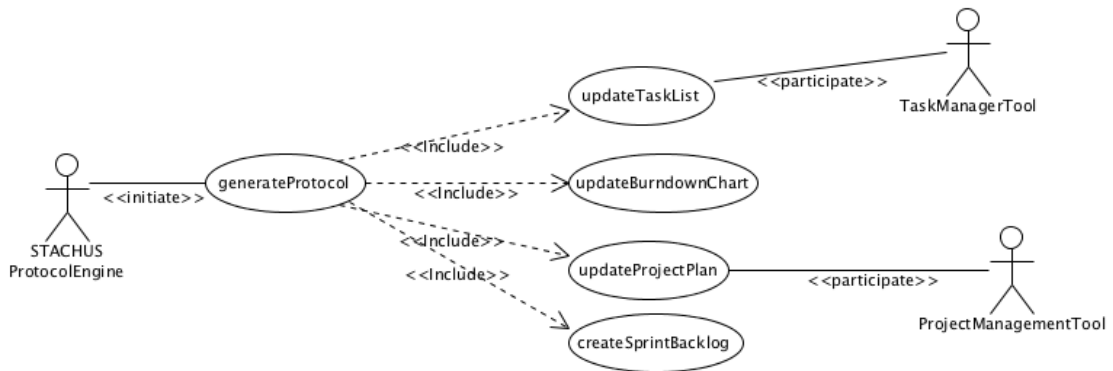 updateTaskList
<<participate>>
TaskManagerTool
<<Include>>
generateProtocol
<<initiate>>
<<Include>>
updateBurndownChart
STACHUS
ProtocolEngine
<<Include>>
updateProjectPlan
<<Include>>
<<participate>>
ProjectManagementTool
createSprintBacklog